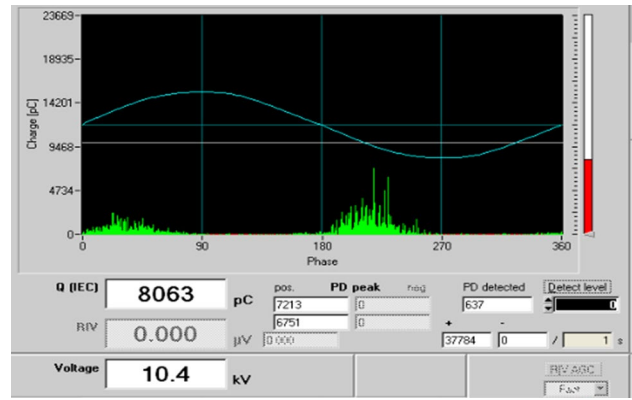 23669
18935
14201
Charge [pC]
9468
4734
0
0 90 180 270 360
Phase
Q (IEC) 8063 pC
pos. PD peak neg
7213 0
6751 0
PD detected
637
Detect level
0
RIV 0.000 µV 0.000
+ -
37784 0 / 1 s
Voltage 10.4 kV
RIV AGC
Fast